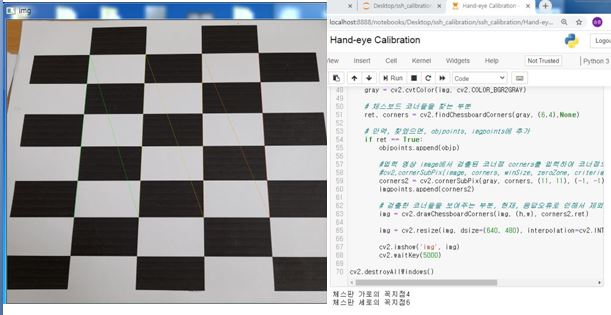 img
Desktop/ssh_calibration
Hand-eye Calibration
localhost:8888/notebooks/Desktop/ssh_calibration/ssh_calibration/Hand-ey...
Hand-eye Calibration
Logou
View Insert Cell Kernel Widgets Help Not Trusted Python 3
Run Code
49 gray = cv2.cvtColor(img, cv2.COLOR_BGR2GRAY)
50
51 # 체스보드 코너들을 찾는 부분
52 ret, corners = cv2.findChessboardCorners(gray, (6,4),None)
53
54 # 만약, 찾았으면, objpoints, imgpoints에 추가
if ret == True:
55 objpoints.append(objp)
57 #입력 영상 image에서 검출된 코너점 corners를 입력하여 코너점의
58 #cv2.cornerSubPix(image, corners, winSize, zeroZone, criteria
59 corners2 = cv2.cornerSubPix(gray, corners, (11, 11), (-1, -1)
60 imgpoints.append(corners2)
61
62 # 검출한 코너들을 보여주는 부분, 현재, 응답오류로 인해서 제외
63 img = cv2.drawChessboardCorners(img, (h,w), corners2,ret)
64
65 img = cv2.resize(img, dsize=(640, 480), interpolation=cv2.INT
66
67 cv2.imshow('img', img)
68 cv2.waitKey(5000)
69
70 cv2.destroyAllWindows()
체스판 가로의 꼭지점4
체스판 세로의 꼭지점6